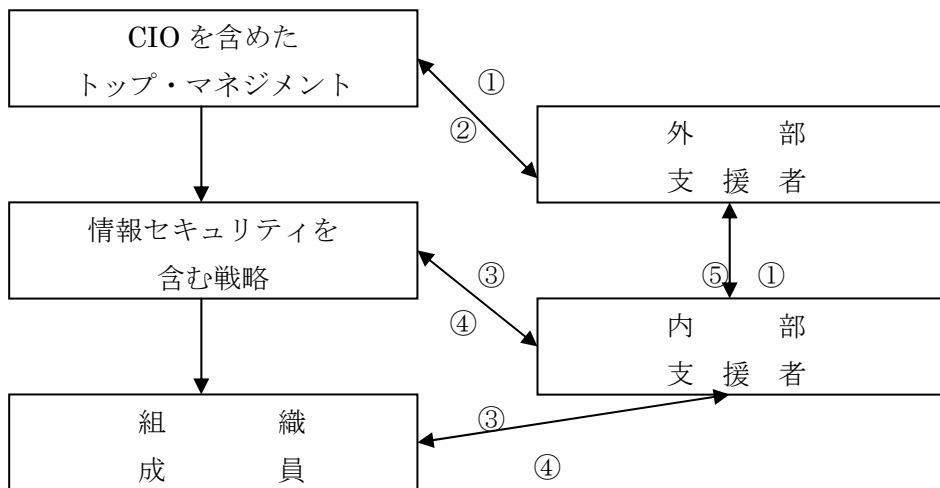 CIO を含めた
トップ・マネジメント
①
②
外 部
支 援 者
情報セキュリティを
含む戦略
③
④
⑤ ①
内 部
支 援 者
組 織
成 員
③
④